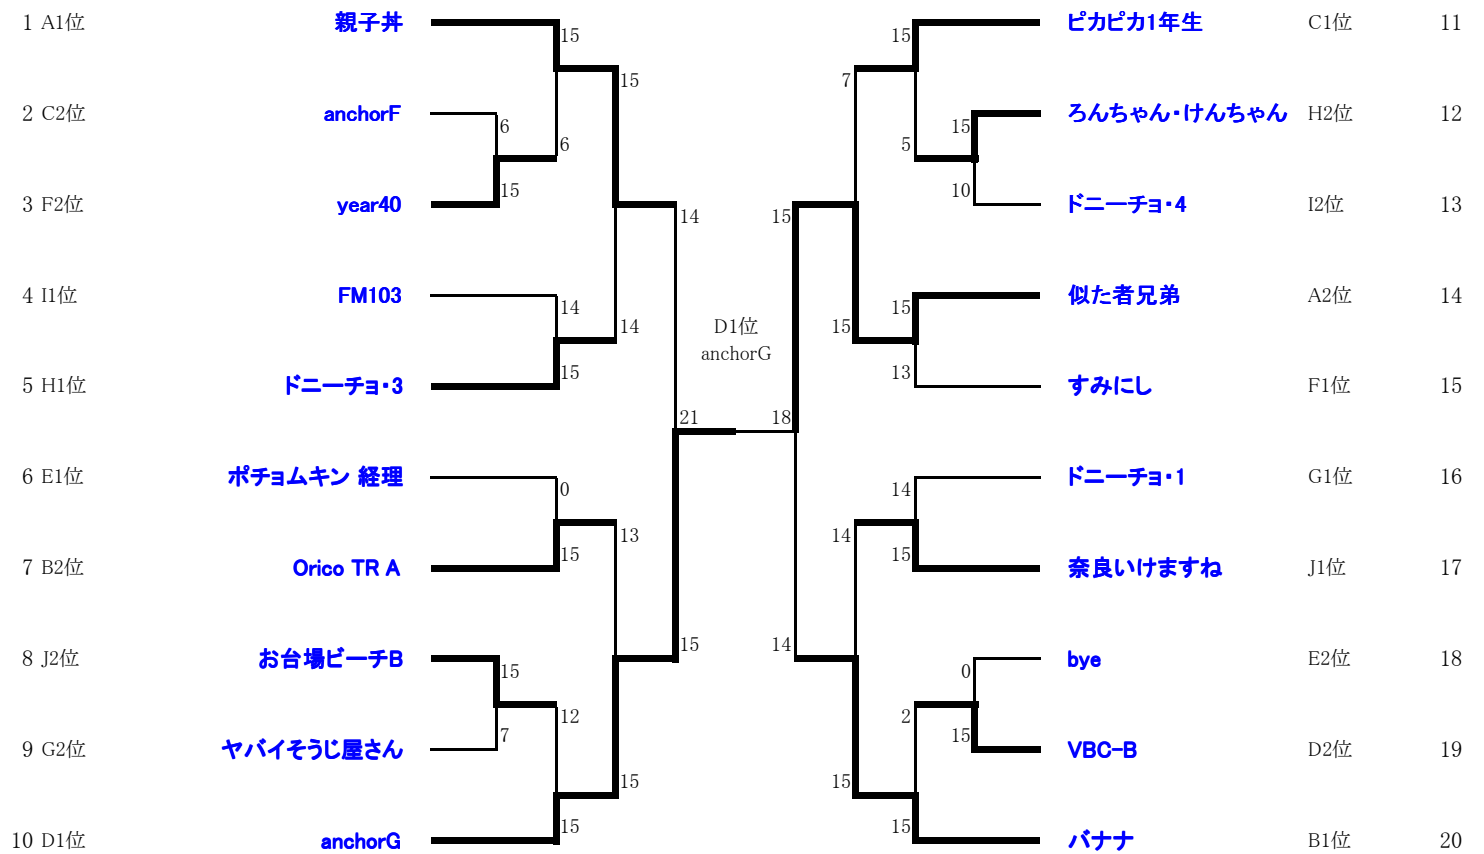 1 A1位 親子丼 15 15 ピカピカ1年生 C1位 11
15 7
2 C2位 anchorF 6 6 5 15 ろんちゃん・けんちゃん H2位 12
3 F2位 year40 15 10 ドニーチョ・4 I2位 13
14 15
4 I1位 FM103 14 15 似た者兄弟 A2位 14
14 D1位 15
anchorG
5 H1位 ドニーチョ・3 15 13 すみにし F1位 15
21 18
6 E1位 ポチョムキン 経理 0 14 ドニーチョ・1 G1位 16
13 14
7 B2位 Orico TR A 15 15 奈良いけますね J1位 17
15 14
8 J2位 お台場ビーチB 15 0 bye E2位 18
12 2
9 G2位 ヤバイそうじ屋さん 7 15 VBC-B D2位 19
15 15
10 D1位 anchorG 15 15 バナナ B1位 20